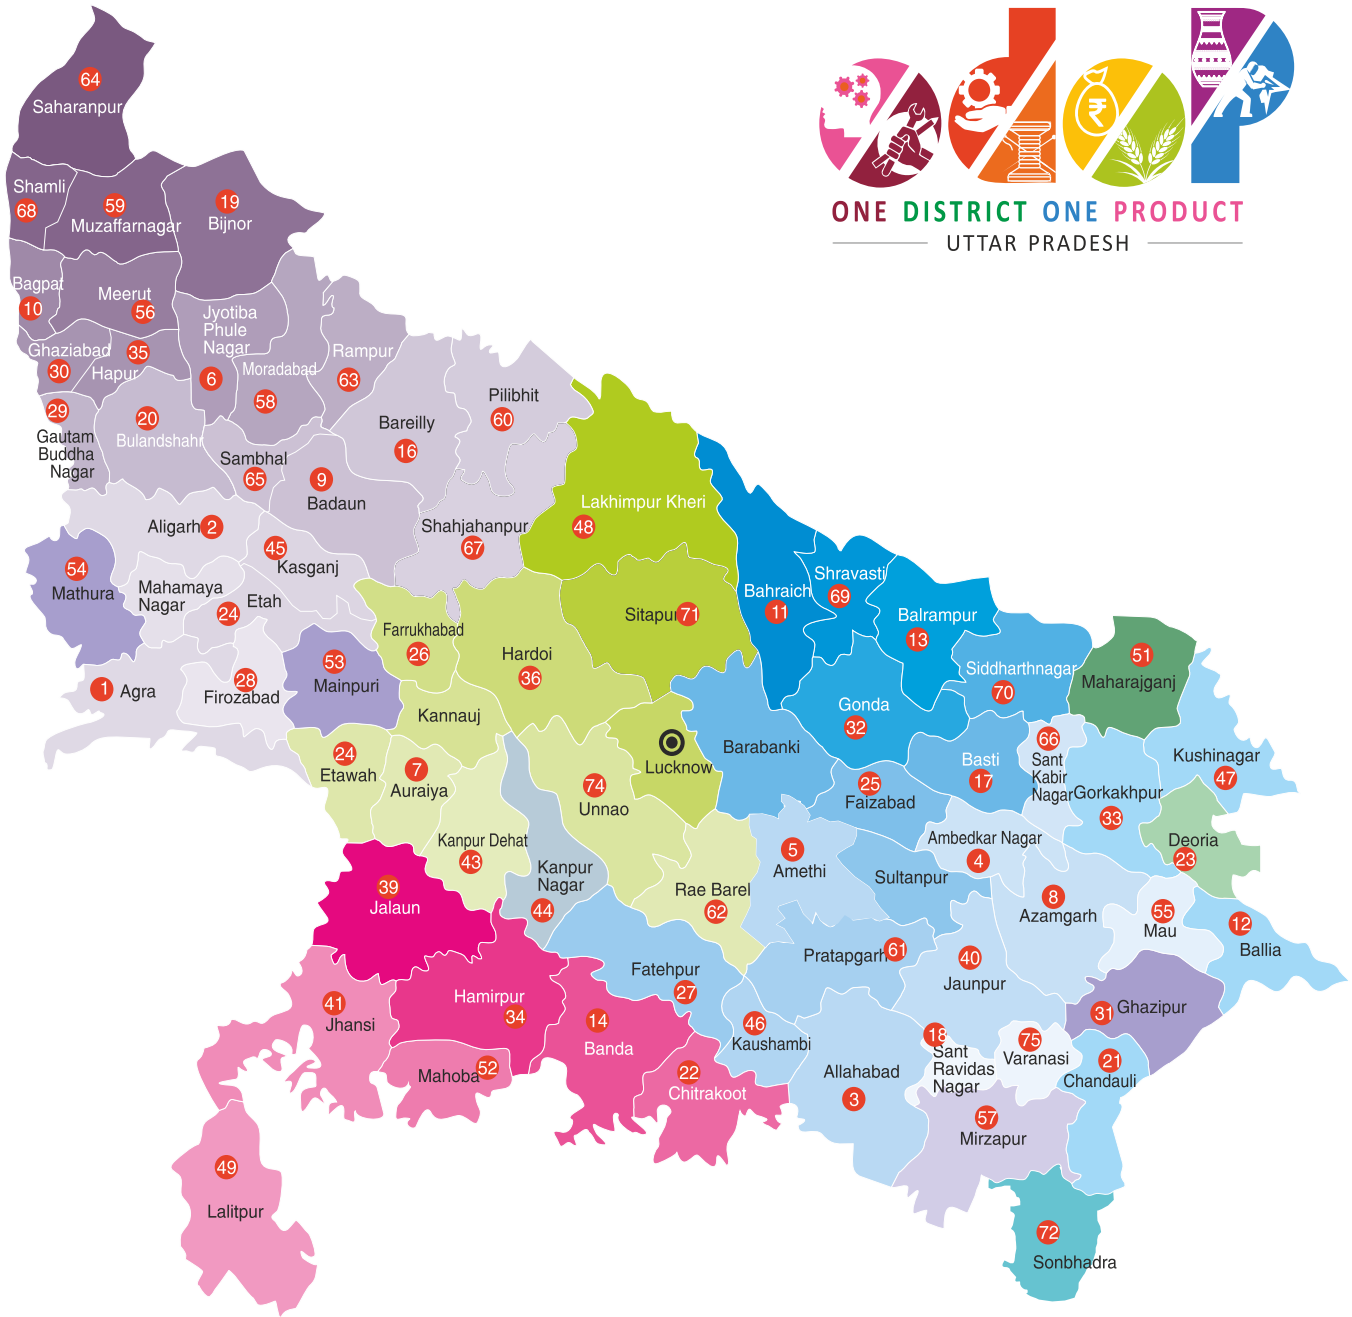 ONE DISTRICT ONE PRODUCT
UTTAR PRADESH
64
Saharanpur
Shamli
68
59
Muzaffarnagar
19
Bijnor
Bagpat
10
Meerut
56
Jyotiba
Phule
Nagar
6
Ghaziabad
30
35
Hapur
Moradabad
58
Rampur
63
29
Gautam
Buddha
Nagar
20
Bulandshahr
Bareilly
16
Pilibhit
60
Sambhal
65
9
Badaun
Shahjahanpur
67
Lakhimpur Kheri
48
Aligarh 2
45
Kasganj
54
Mathura
Mahamaya
Nagar
Etah
24
Farrukhabad
26
Hardoi
36
Sitapur 71
Bahraich
11
Shravasti
69
Balrampur
13
Siddharthnagar
70
51
Maharajganj
1 Agra
28
Firozabad
53
Mainpuri
Kannauj
Lucknow
Barabanki
Gonda
32
Basti
17
66
Sant
Kabir
Nagar
Gorkakhpur
33
Kushinagar
47
24
Etawah
7
Auraiya
74
Unnao
25
Faizabad
Ambedkar Nagar
4
Deoria
23
Kanpur Dehat
43
Kanpur
Nagar
44
Rae Barel
62
5
Amethi
Sultanpur
8
Azamgarh
55
Mau
12
Ballia
39
Jalaun
Fatehpur
27
Pratapgarh 61
40
Jaunpur
31 Ghazipur
41
Jhansi
Hamirpur
34
14
Banda
46
Kaushambi
18
Sant
Ravidas
Nagar
75
Varanasi
21
Chandauli
Mahoba 52
22
Chitrakoot
Allahabad
3
57
Mirzapur
49
Lalitpur
72
Sonbhadra